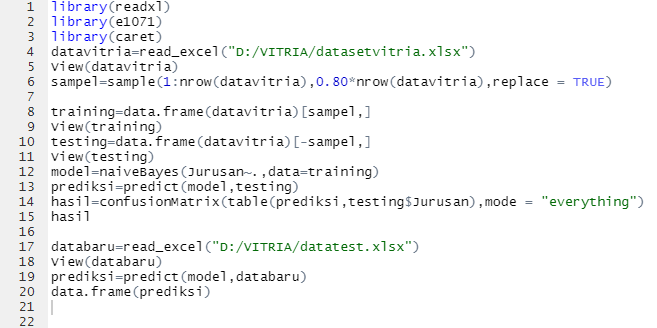 1 library(readxl)
2 library(e1071)
3 library(caret)
4 datavitria=read_excel("D:/VITRIA/datasetvitria.xlsx")
5 View(datavitria)
6 sampel=sample(1:nrow(datavitria),0.80*nrow(datavitria),replace = TRUE)
7
8 training=data.frame(datavitria)[sampel,]
9 View(training)
10 testing=data.frame(datavitria)[-sampel,]
11 View(testing)
12 model=naiveBayes(Jurusan~.,data=training)
13 prediksi=predict(model,testing)
14 hasil=confusionMatrix(table(prediksi,testing$Jurusan),mode = "everything")
15 hasil
16
17 databaru=read_excel("D:/VITRIA/datatest.xlsx")
18 View(databaru)
19 prediksi=predict(model,databaru)
20 data.frame(prediksi)
21
22